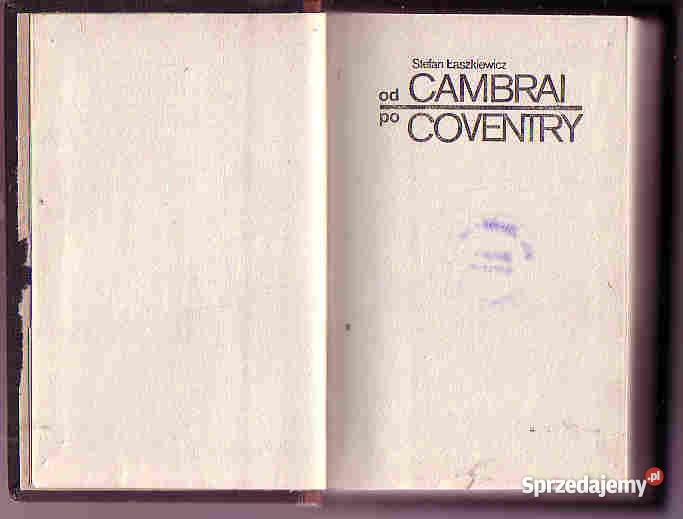 Stefan Łaszkiewicz
od CAMBRAI
po COVENTRY
Sprzedajemy.pl